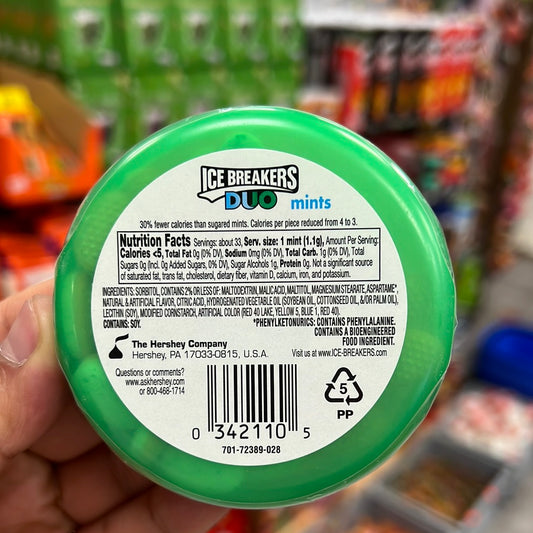 ICE BREAKERS
DUO mints
30% fewer calories than sugared mints. Calories per piece reduced from 4 to 3.
Nutrition Facts Servings: about 33, Serv. size: 1 mint (1.1g), Amount Per Serving:
Calories <5, Total Fat 0g (0% DV), Sodium 0mg (0% DV), Total Carb. 1g (0% DV), Total
Sugars 0g (Incl. 0g Added Sugars, 0% DV), Sugar Alcohols 1g, Protein 0g. Not a significant source
of saturated fat, trans fat, cholesterol, dietary fiber, vitamin D, calcium, iron, and potassium.
INGREDIENTS: SORBITOL, CONTAINS 2% OR LESS OF: MALTODEXTRIN, MALIC ACID, MALTITOL, MAGNESIUM STEARATE, ASPARTAME*,
NATURAL & ARTIFICIAL FLAVOR, CITRIC ACID, HYDROGENATED VEGETABLE OIL (SOYBEAN OIL, COTTONSEED OIL, &/OR PALM OIL),
LECITHIN (SOY), MODIFIED CORNSTARCH, ARTIFICIAL COLOR (RED 40 LAKE, YELLOW 5, BLUE 1, RED 40).
CONTAINS: SOY. *PHENYLKETONURICS: CONTAINS PHENYLALANINE.
CONTAINS A BIOENGINEERED
FOOD INGREDIENT.
The Hershey Company
Hershey, PA 17033-0815, U.S.A. Visit us at www.ICE-BREAKERS.com
Questions or comments?
www.askhershey.com
or 800-468-1714
5
PP
0 342110 5
701-72389-028